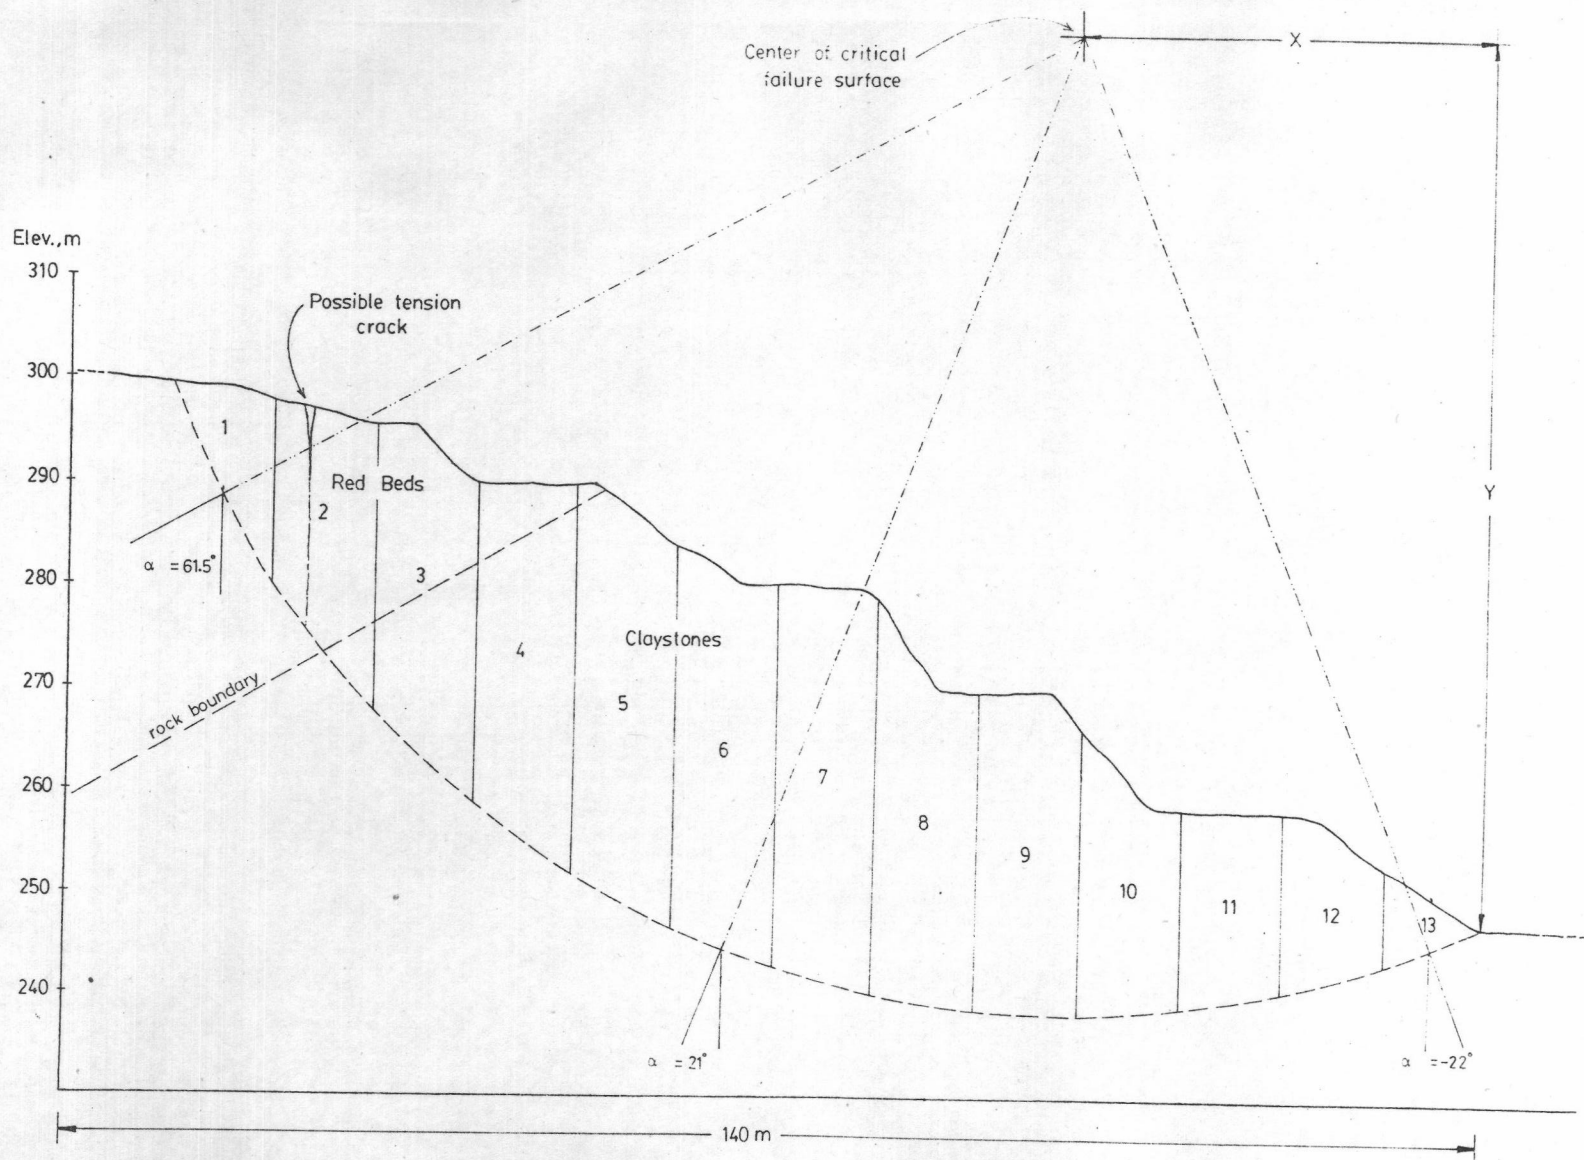 Center of critical
failure surface
X
Elev.,m
310
Possible tension
crack
300
1
290
Red Beds
2
Y
α = 61.5°
280
3
Claystones
4
270
rock boundary
5
6
7
260
8
9
10
11
12
13
250
240
α = 21°
α = -22°
140 m